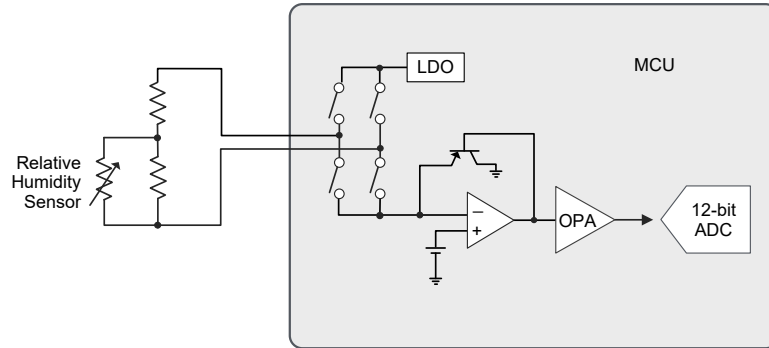 LDO
MCU
Relative
Humidity
Sensor
−
+
OPA
12-bit
ADC